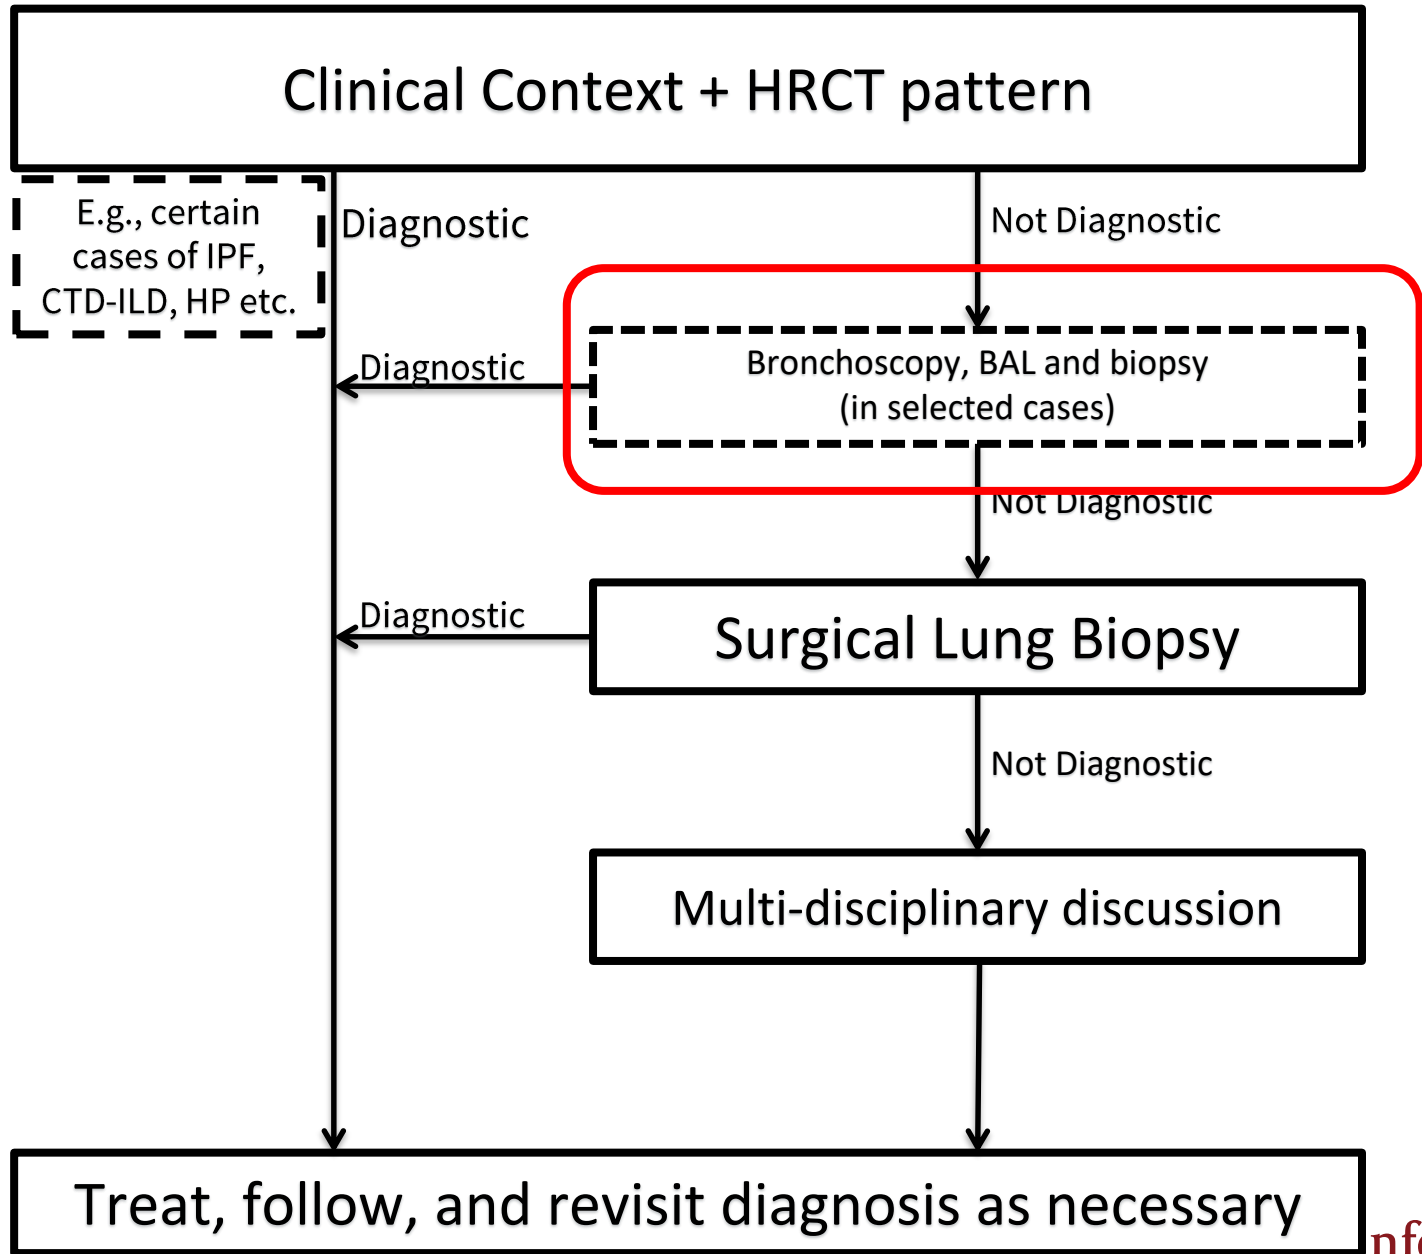 Clinical Context + HRCT pattern
E.g., certain
cases of IPF,
CTD-ILD, HP etc.
Diagnostic
Not Diagnostic
Diagnostic
Bronchoscopy, BAL and biopsy
(in selected cases)
Not Diagnostic
Diagnostic
Surgical Lung Biopsy
Not Diagnostic
Multi-disciplinary discussion
Treat, follow, and revisit diagnosis as necessary